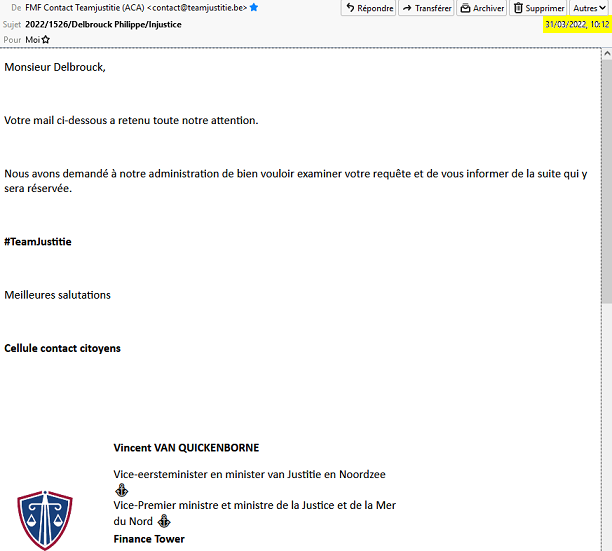 De FMF Contact Teamjustitie (ACA) <contact@teamjustitie.be>
Répondre Transférer Archiver Supprimer Autres
Sujet 2022/1526/Delbrouck Philippe/Injustice
31/03/2022, 10:12
Pour Moi
Monsieur Delbrouck,
Votre mail ci-dessous a retenu toute notre attention.
Nous avons demandé à notre administration de bien vouloir examiner votre requête et de vous informer de la suite qui y
sera réservée.
#TeamJustitie
Meilleures salutations
Cellule contact citoyens
Vincent VAN QUICKENBORNE
Vice-eersteminister en minister van Justitie en Noordzee
Vice-Premier ministre et ministre de la Justice et de la Mer
du Nord
Finance Tower